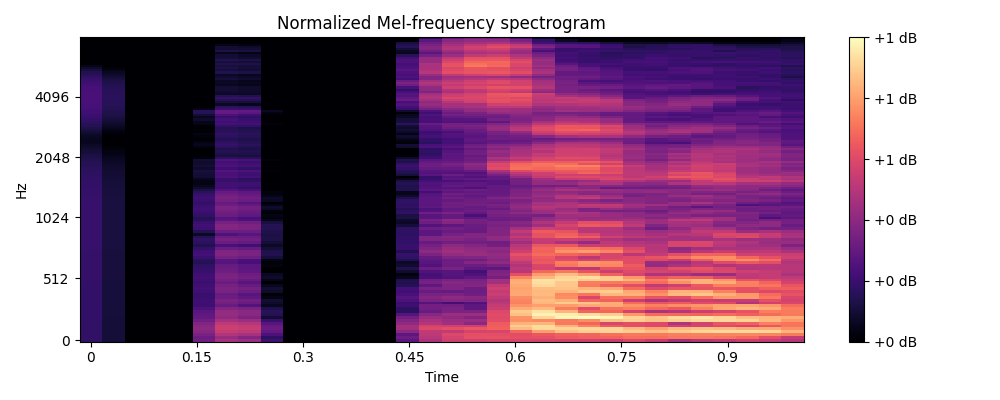 Normalized Mel-frequency spectrogram
Hz
4096
2048
1024
512
0
0 0.15 0.3 0.45 0.6 0.75 0.9
Time
+1 dB
+1 dB
+1 dB
+0 dB
+0 dB
+0 dB